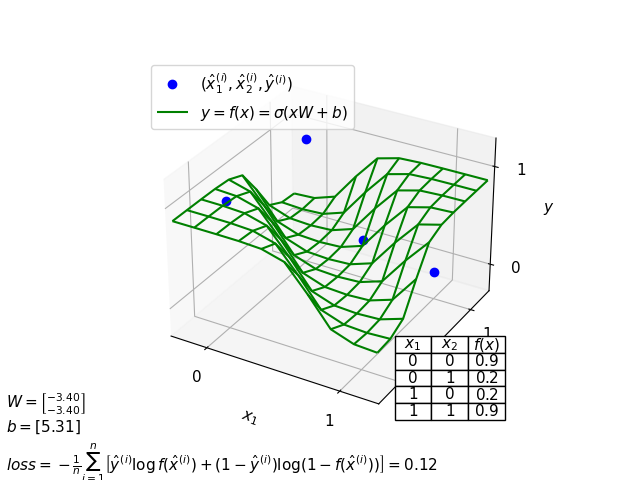 (x̂₁⁽ⁱ⁾, x̂₂⁽ⁱ⁾, ŷ⁽ⁱ⁾)
y = f(x) = σ(xW + b)
1
y
0
1
0
x₁
1
x₁ x₂ f(x)
0 0 0.9
0 1 0.2
1 0 0.2
1 1 0.9
W = [−3.40
−3.40]
b = [5.31]
loss = −1/n ∑ᵢ₌₁ⁿ [ŷ⁽ⁱ⁾ log f(x̂⁽ⁱ⁾) + (1 − ŷ⁽ⁱ⁾) log(1 − f(x̂⁽ⁱ⁾))] = 0.12